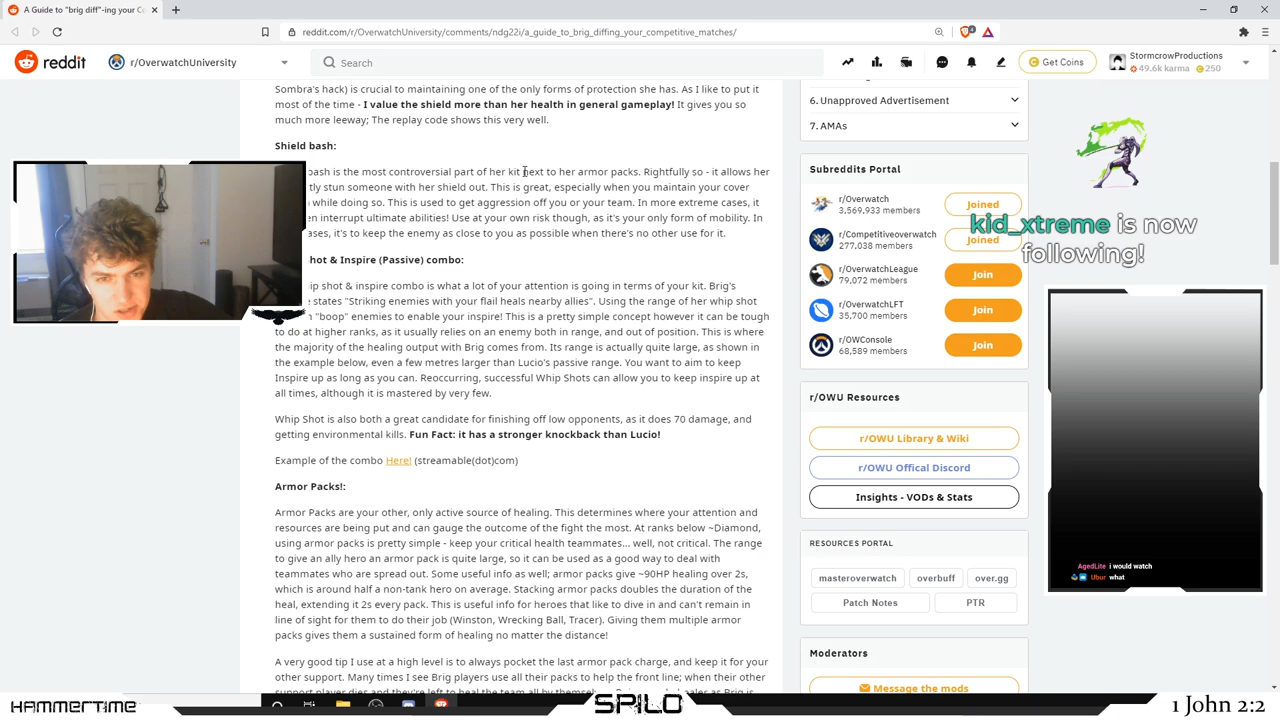 A Guide to "brig diff"-ing your C
reddit.com/r/OverwatchUniversity/comments/ndg22i/a_guide_to_brig_diffing_your_competitive_matches/
reddit
r/OverwatchUniversity
Search
Get Coins
StormcrowProductions
49.6k karma
250
Sombra's hack) is crucial to maintaining one of the only forms of protection she has. As I like to put it
most of the time - I value the shield more than her health in general gameplay! It gives you so
much more leeway; The replay code shows this very well.
Shield bash:
bash is the most controversial part of her kit next to her armor packs. Rightfully so - it allows her
tly stun someone with her shield out. This is great, especially when you maintain your cover
while doing so. This is used to get aggression off you or your team. In more extreme cases, it
en interrupt ultimate abilities! Use at your own risk though, as it's your only form of mobility. In
ases, it's to keep the enemy as close to you as possible when there's no other use for it.
hot & Inspire (Passive) combo:
ip shot & inspire combo is what a lot of your attention is going in terms of your kit. Brig's
states "Striking enemies with your flail heals nearby allies". Using the range of her whip shot
"boop" enemies to enable your inspire! This is a pretty simple concept however it can be tough
to do at higher ranks, as it usually relies on an enemy both in range, and out of position. This is where
the majority of the healing output with Brig comes from. Its range is actually quite large, as shown in
the example below, even a few metres larger than Lucio's passive range. You want to aim to keep
Inspire up as long as you can. Reoccurring, successful Whip Shots can allow you to keep inspire up at
all times, although it is mastered by very few.
Whip Shot is also both a great candidate for finishing off low opponents, as it does 70 damage, and
getting environmental kills. Fun Fact: it has a stronger knockback than Lucio!
Example of the combo Here! (streamable(dot)com)
Armor Packs!:
Armor Packs are your other, only active source of healing. This determines where your attention and
resources are being put and can gauge the outcome of the fight the most. At ranks below ~Diamond,
using armor packs is pretty simple - keep your critical health teammates... well, not critical. The range
to give an ally hero an armor pack is quite large, so it can be used as a good way to deal with
teammates who are spread out. Some useful info as well; armor packs give ~90HP healing over 2s,
which is around half a non-tank hero on average. Stacking armor packs doubles the duration of the
heal, extending it 2s every pack. This is useful info for heroes that like to dive in and can't remain in
line of sight for them to do their job (Winston, Wrecking Ball, Tracer). Giving them multiple armor
packs gives them a sustained form of healing no matter the distance!
A very good tip I use at a high level is to always pocket the last armor pack charge, and keep it for your
other support. Many times I see Brig players use all their packs to help the front line; when their other
6. Unapproved Advertisement
7. AMAs
Subreddits Portal
r/Overwatch
3,569,933 members
Joined
r/Competitiveoverwatch
277,038 members
Joined
r/OverwatchLeague
79,072 members
Join
r/OverwatchLFT
35,700 members
Join
r/OWConsole
68,589 members
Join
r/OWU Resources
r/OWU Library & Wiki
r/OWU Offical Discord
Insights - VODs & Stats
RESOURCES PORTAL
masteroverwatch
overbuff
over.gg
Patch Notes
PTR
Moderators
Message the mods
kid_xtreme is now
following!
AgedLite i would watch
Ubur what
HAMMERTIME
SPILO
1 John 2:2